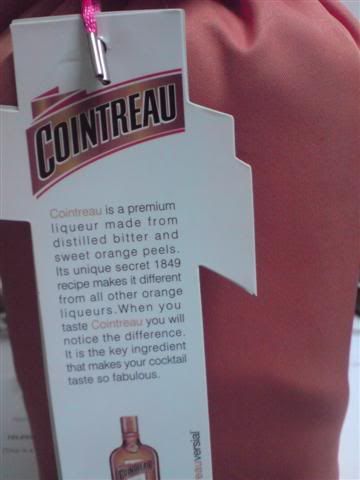 COINTREAU
Cointreau is a premium
liqueur made from
distilled bitter and
sweet orange peels.
Its unique secret 1849
recipe makes it different
from all other orange
liqueurs.When you
taste Cointreau you will
notice the difference.
It is the key ingredient
that makes your cocktail
taste so fabulous.
COINTREAU
eauversial